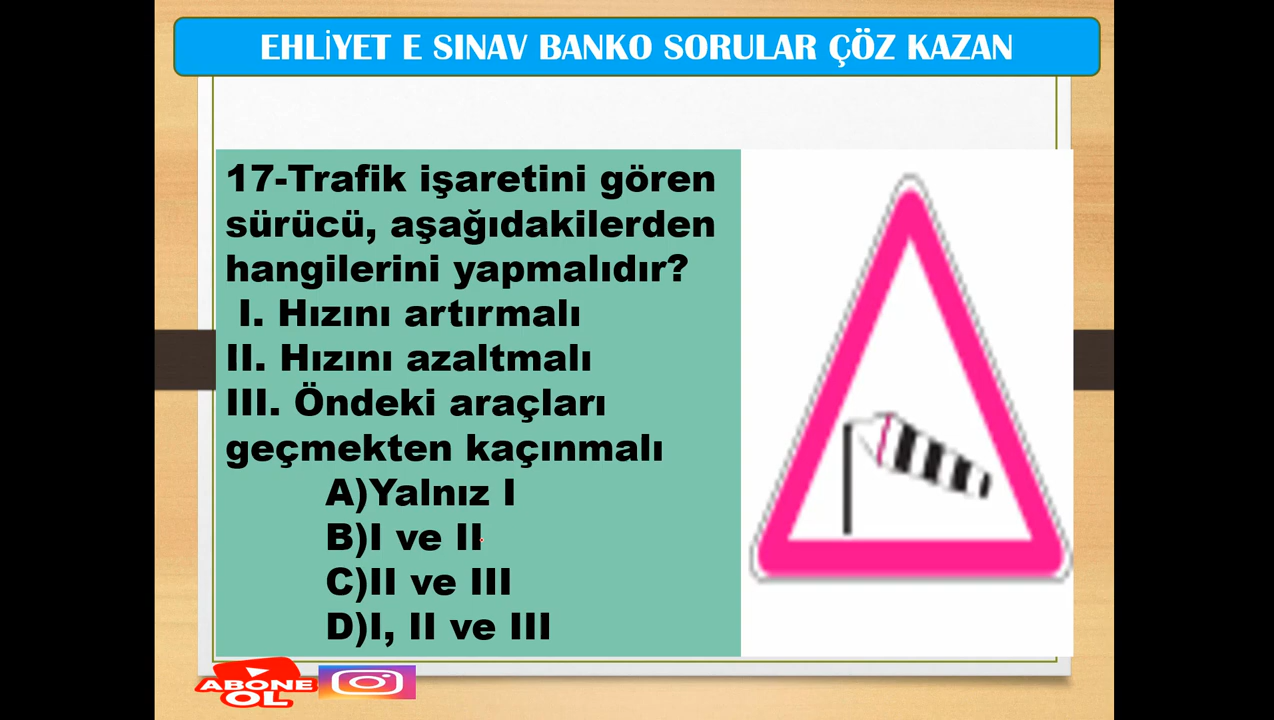 EHLİYET E SINAV BANKO SORULAR ÇÖZ KAZAN
17-Trafik işaretini gören
sürücü, aşağıdakilerden
hangilerini yapmalıdır?
I. Hızını artırmalı
II. Hızını azaltmalı
III. Öndeki araçları
geçmekten kaçınmalı
A)Yalnız I
B)I ve II
C)II ve III
D)I, II ve III
ABONE
OL